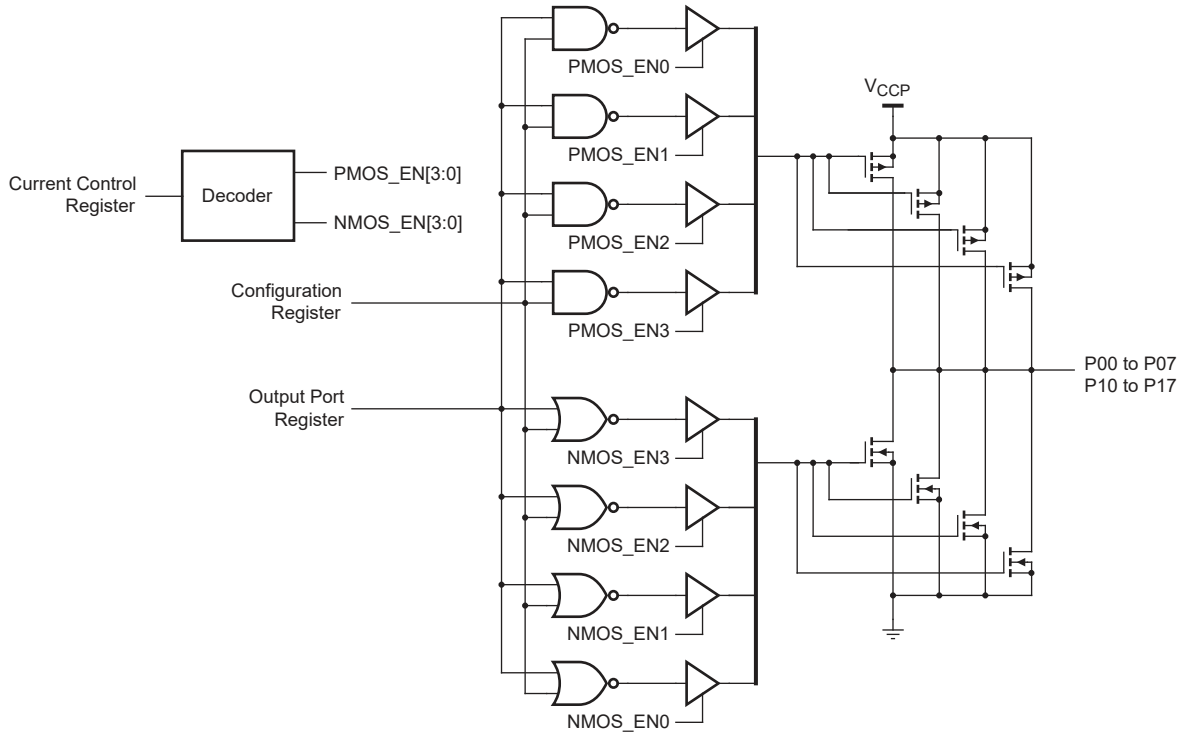 PMOS_EN0
V_CCP
PMOS_EN1
Current Control
Register
Decoder
PMOS_EN[3:0]
NMOS_EN[3:0]
PMOS_EN2
Configuration
Register
PMOS_EN3
P00 to P07
P10 to P17
Output Port
Register
NMOS_EN3
NMOS_EN2
NMOS_EN1
NMOS_EN0